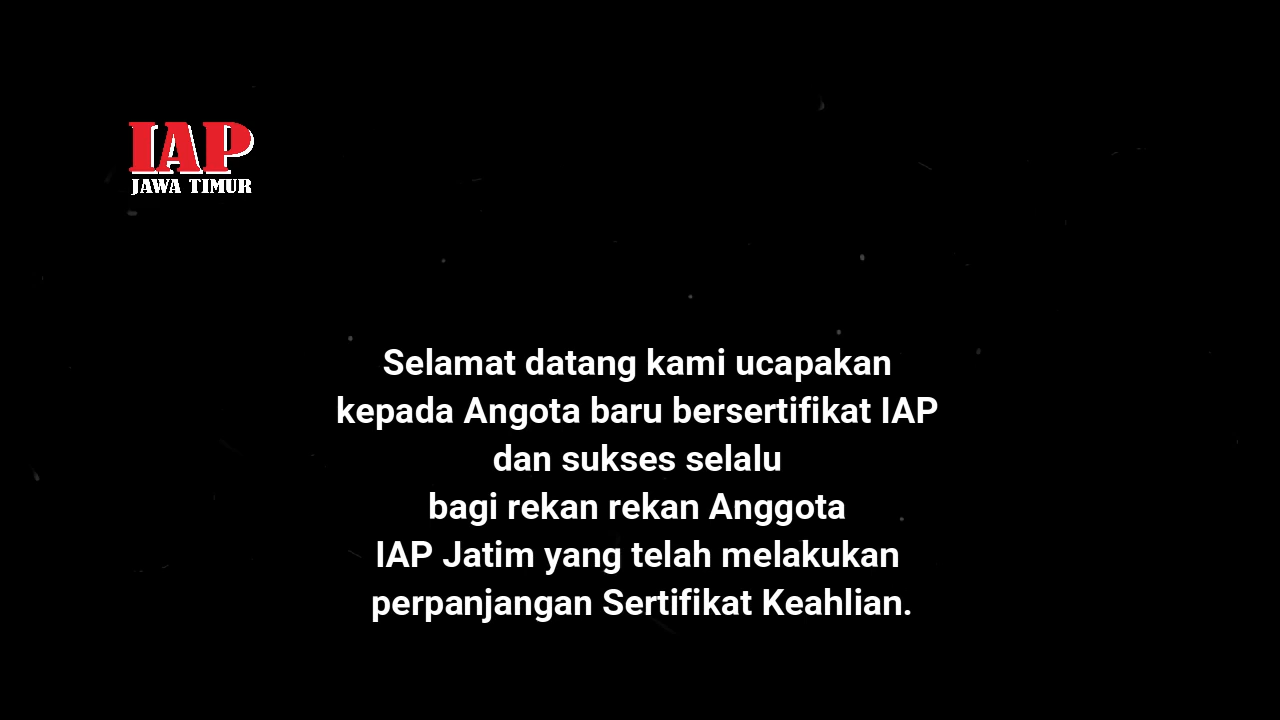 IAP
JAWA TIMUR
Selamat datang kami ucapakan
kepada Angota baru bersertifikat IAP
dan sukses selalu
bagi rekan rekan Anggota
IAP Jatim yang telah melakukan
perpanjangan Sertifikat Keahlian.